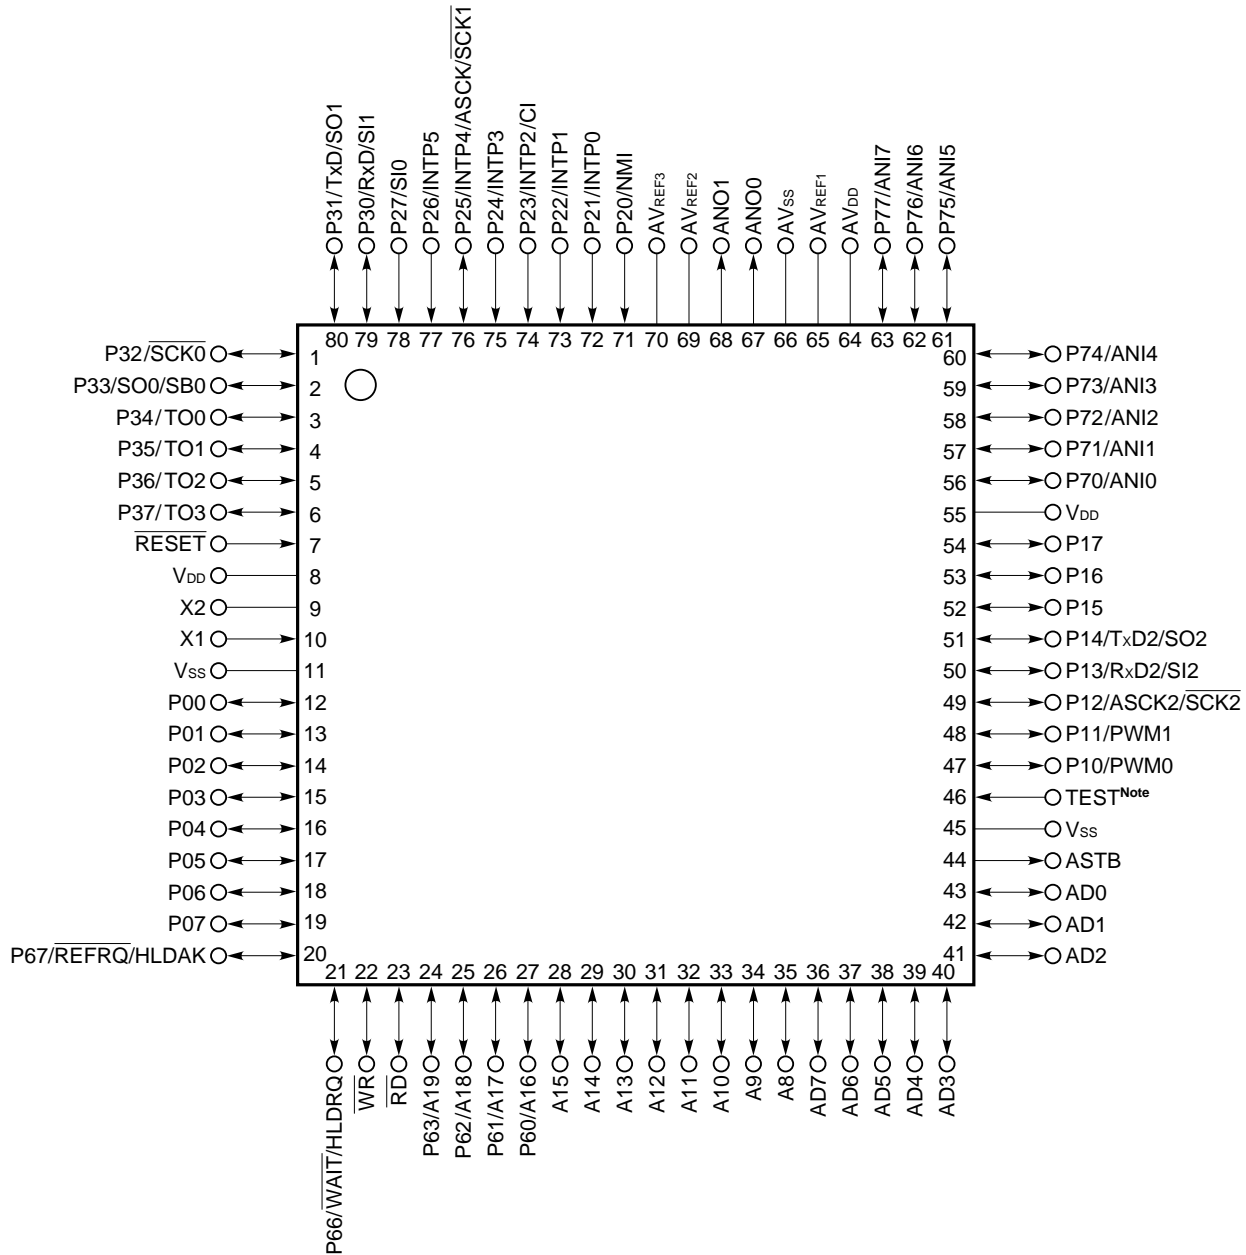 P31/TxD/SO1
P30/RxD/SI1
P27/SI0
P26/INTP5
P25/INTP4/ASCK/SCK1
P24/INTP3
P23/INTP2/CI
P22/INTP1
P21/INTP0
P20/NMI
AVREF3
AVREF2
ANO1
ANO0
AVSS
AVREF1
AVDD
P77/ANI7
P76/ANI6
P75/ANI5
80 79 78 77 76 75 74 73 72 71 70 69 68 67 66 65 64 63 62 61
P32/SCK0 1 60 P74/ANI4
P33/SO0/SB0 2 59 P73/ANI3
P34/TO0 3 58 P72/ANI2
P35/TO1 4 57 P71/ANI1
P36/TO2 5 56 P70/ANI0
P37/TO3 6 55 VDD
RESET 7 54 P17
VDD 8 53 P16
X2 9 52 P15
X1 10 51 P14/TxD2/SO2
VSS 11 50 P13/RxD2/SI2
P00 12 49 P12/ASCK2/SCK2
P01 13 48 P11/PWM1
P02 14 47 P10/PWM0
P03 15 46 TESTNote
P04 16 45 VSS
P05 17 44 ASTB
P06 18 43 AD0
P07 19 42 AD1
P67/REFRQ/HLDAK 20 41 AD2
21 22 23 24 25 26 27 28 29 30 31 32 33 34 35 36 37 38 39 40
P66/WAIT/HLDRQ
WR
RD
P63/A19
P62/A18
P61/A17
P60/A16
A15
A14
A13
A12
A11
A10
A9
A8
AD7
AD6
AD5
AD4
AD3